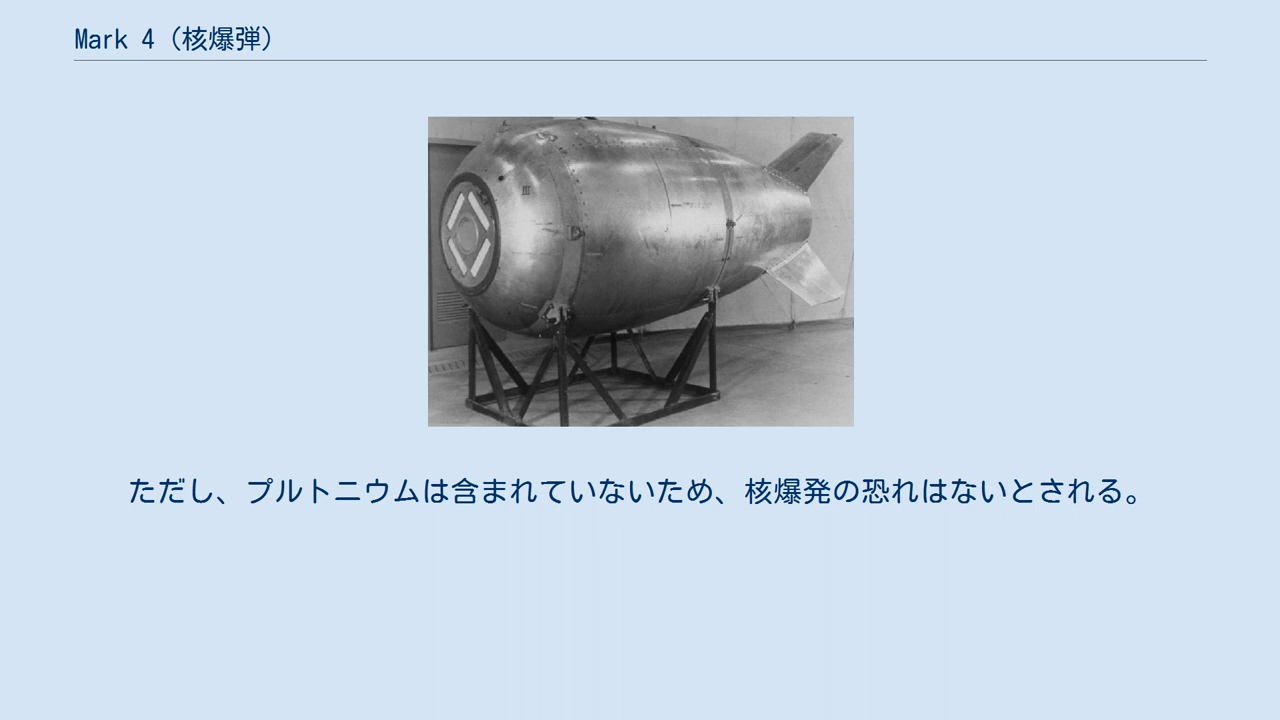 Mark 4（核爆弾）
ただし、プルトニウムは含まれていないため、核爆発の恐れはないとされる。